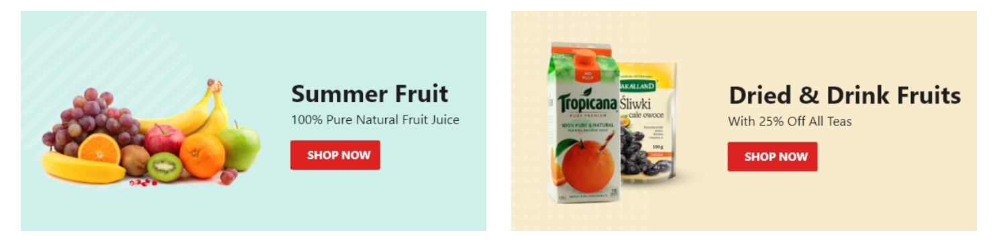 Summer Fruit
100% Pure Natural Fruit Juice
SHOP NOW
NO
PULP
Tropicana
PURE PREMIUM
100% PURE & NATURAL
AKALLAND
Śliwki
całe owoce
100g
Dried & Drink Fruits
With 25% Off All Teas
SHOP NOW